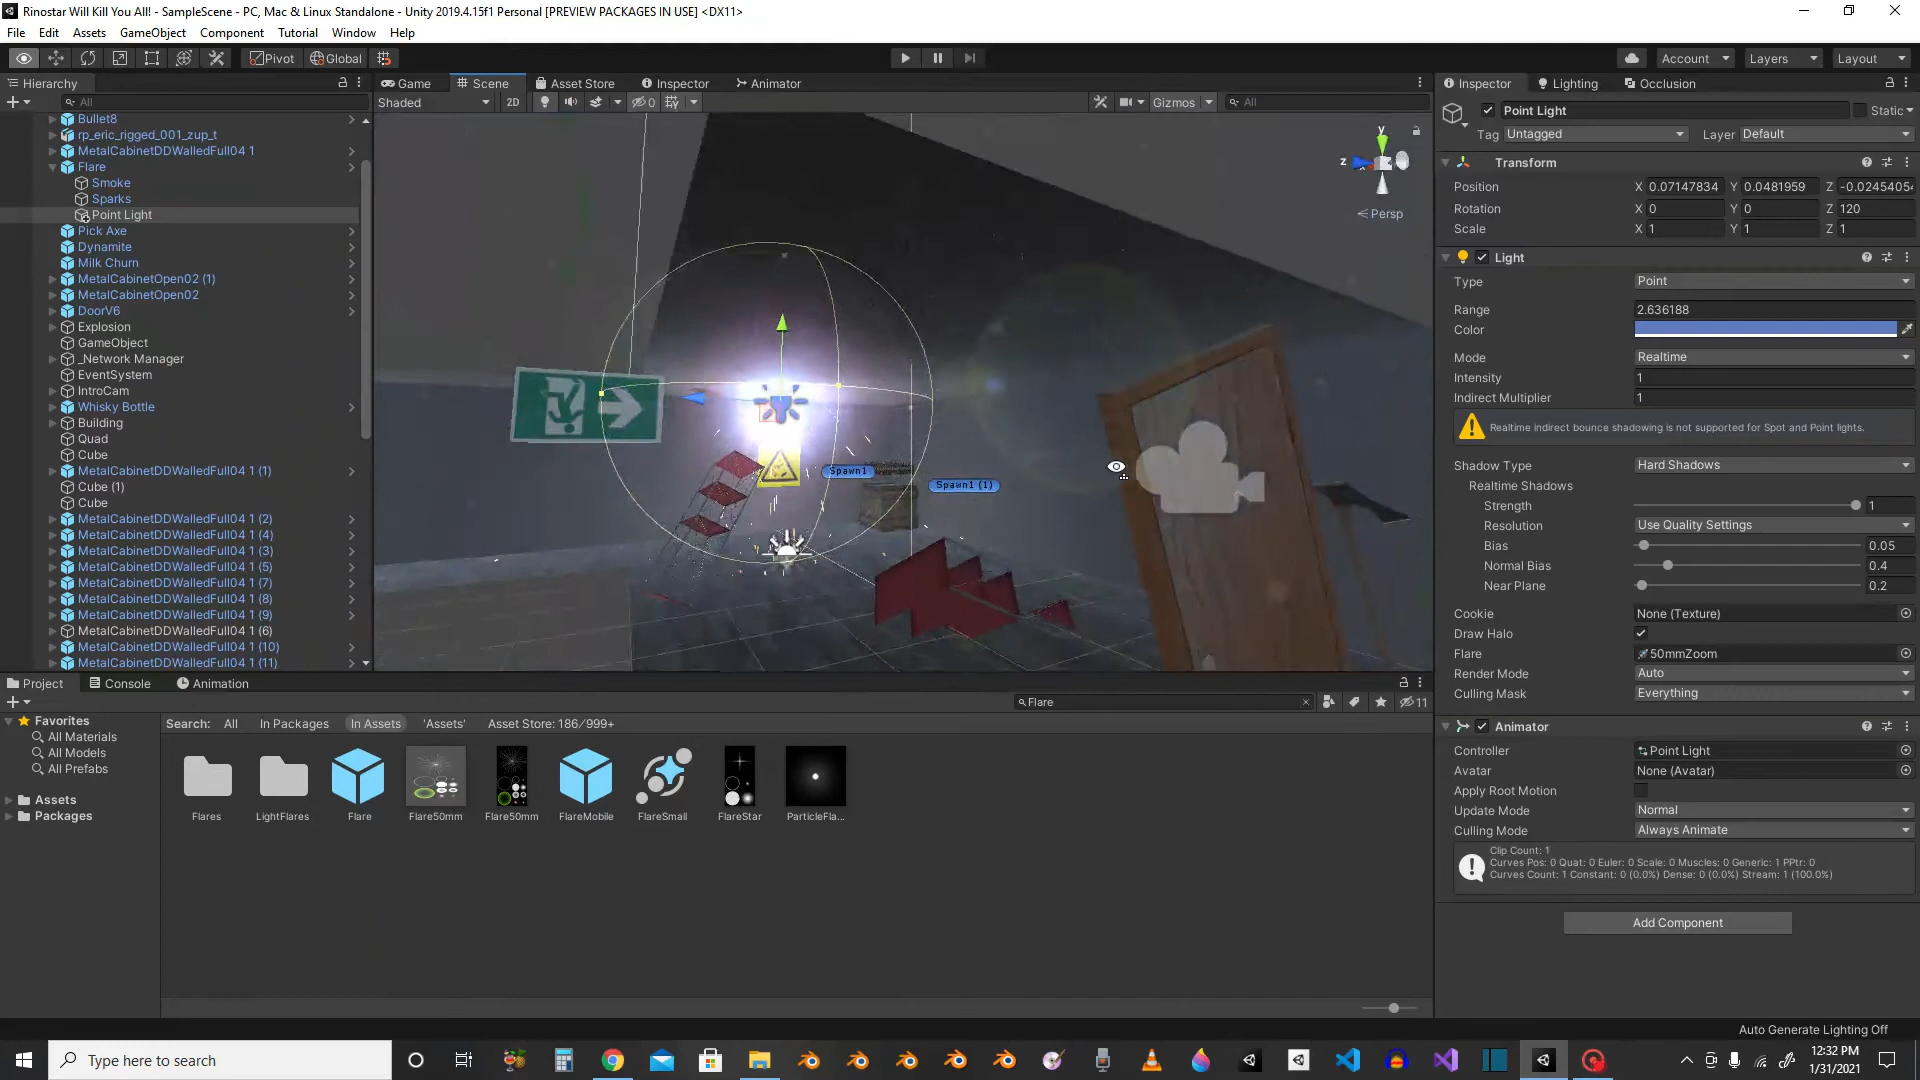 Rinostar Will Kill You All! - SampleScene - PC, Mac & Linux Standalone - Unity 2019.4.15f1 Personal [PREVIEW PACKAGES IN USE] <DX11>
File Edit Assets GameObject Component Tutorial Window Help
Pivot Global Account Layers Layout
Hierarchy
All
Bullet8
rp_eric_rigged_001_zup_t
MetalCabinetDDWalledFull04 1
Flare
Smoke
Sparks
Point Light
Pick Axe
Dynamite
Milk Churn
MetalCabinetOpen02 (1)
MetalCabinetOpen02
DoorV6
Explosion
GameObject
_Network Manager
EventSystem
IntroCam
Whisky Bottle
Building
Quad
Cube
MetalCabinetDDWalledFull04 1 (1)
Cube (1)
Cube
MetalCabinetDDWalledFull04 1 (2)
MetalCabinetDDWalledFull04 1 (4)
MetalCabinetDDWalledFull04 1 (3)
MetalCabinetDDWalledFull04 1 (5)
MetalCabinetDDWalledFull04 1 (7)
MetalCabinetDDWalledFull04 1 (8)
MetalCabinetDDWalledFull04 1 (9)
MetalCabinetDDWalledFull04 1 (6)
MetalCabinetDDWalledFull04 1 (10)
MetalCabinetDDWalledFull04 1 (11)
Game Scene Asset Store Inspector Animator
Shaded 2D 0 Gizmos All
y
z
Persp
Spawn1
Spawn1 (1)
Inspector Lighting Occlusion
Point Light Static
Tag Untagged Layer Default
Transform
Position X 0.07147834 Y 0.0481959 Z -0.0245405
Rotation X 0 Y 0 Z 120
Scale X 1 Y 1 Z 1
Light
Type Point
Range 2.636188
Color
Mode Realtime
Intensity 1
Indirect Multiplier 1
Realtime indirect bounce shadowing is not supported for Spot and Point lights.
Shadow Type Hard Shadows
Realtime Shadows
Strength 1
Resolution Use Quality Settings
Bias 0.05
Normal Bias 0.4
Near Plane 0.2
Cookie None (Texture)
Draw Halo
Flare 50mmZoom
Render Mode Auto
Culling Mask Everything
Animator
Controller Point Light
Avatar None (Avatar)
Apply Root Motion
Update Mode Normal
Culling Mode Always Animate
Clip Count: 1
Curves Pos: 0 Quat: 0 Euler: 0 Scale: 0 Muscles: 0 Generic: 1 PPtr: 0
Curves Count: 1 Constant: 0 (0.0%) Dense: 0 (0.0%) Stream: 1 (100.0%)
Add Component
Project Console Animation
Flare 11
Favorites
All Materials
All Models
All Prefabs
Assets
Packages
Search: All In Packages In Assets 'Assets' Asset Store: 186/999+
Flares LightFlares Flare Flare50mm Flare50mm FlareMobile FlareSmall FlareStar ParticleFla...
Auto Generate Lighting Off
Type here to search
12:32 PM
1/31/2021